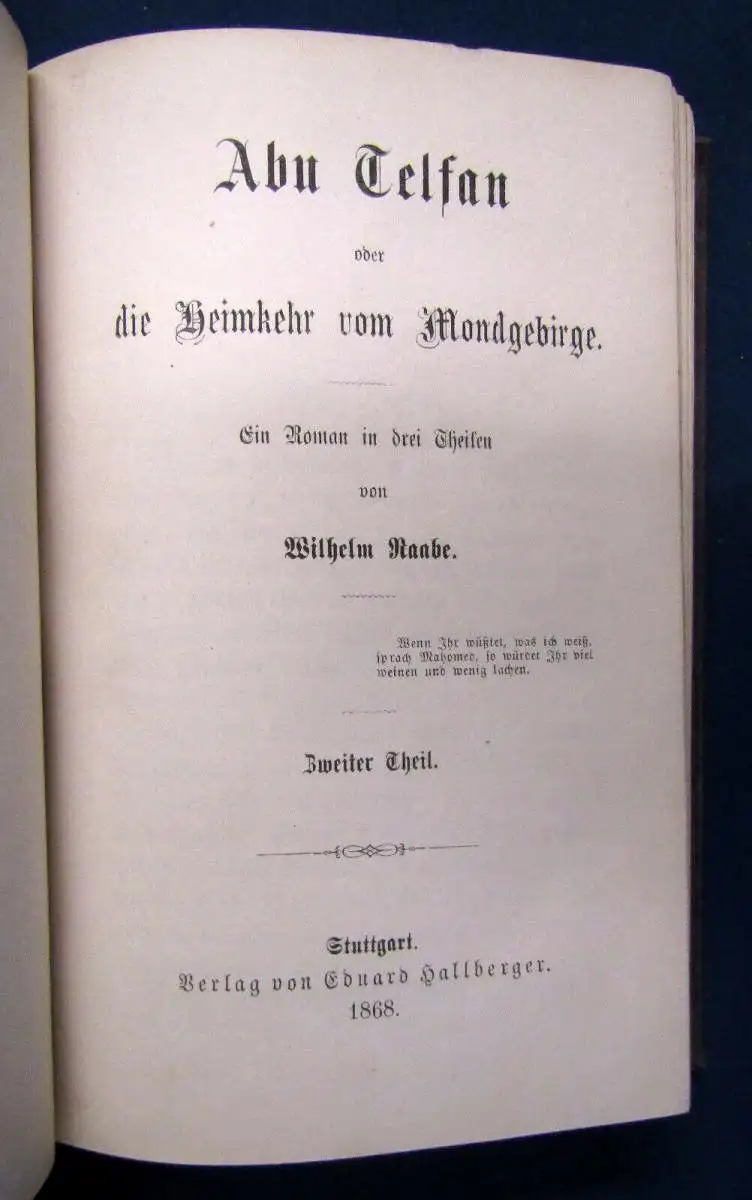 Abu Telfan
oder
die Heimkehr vom Mondgebirge.
Ein Roman in drei Theilen
von
Wilhelm Raabe.
Wenn Ihr wüßtet, was ich weiß,
sprach Mahomed, so würdet Ihr viel
weinen und wenig lachen.
Zweiter Theil.
Stuttgart.
Verlag von Eduard Hallberger.
1868.